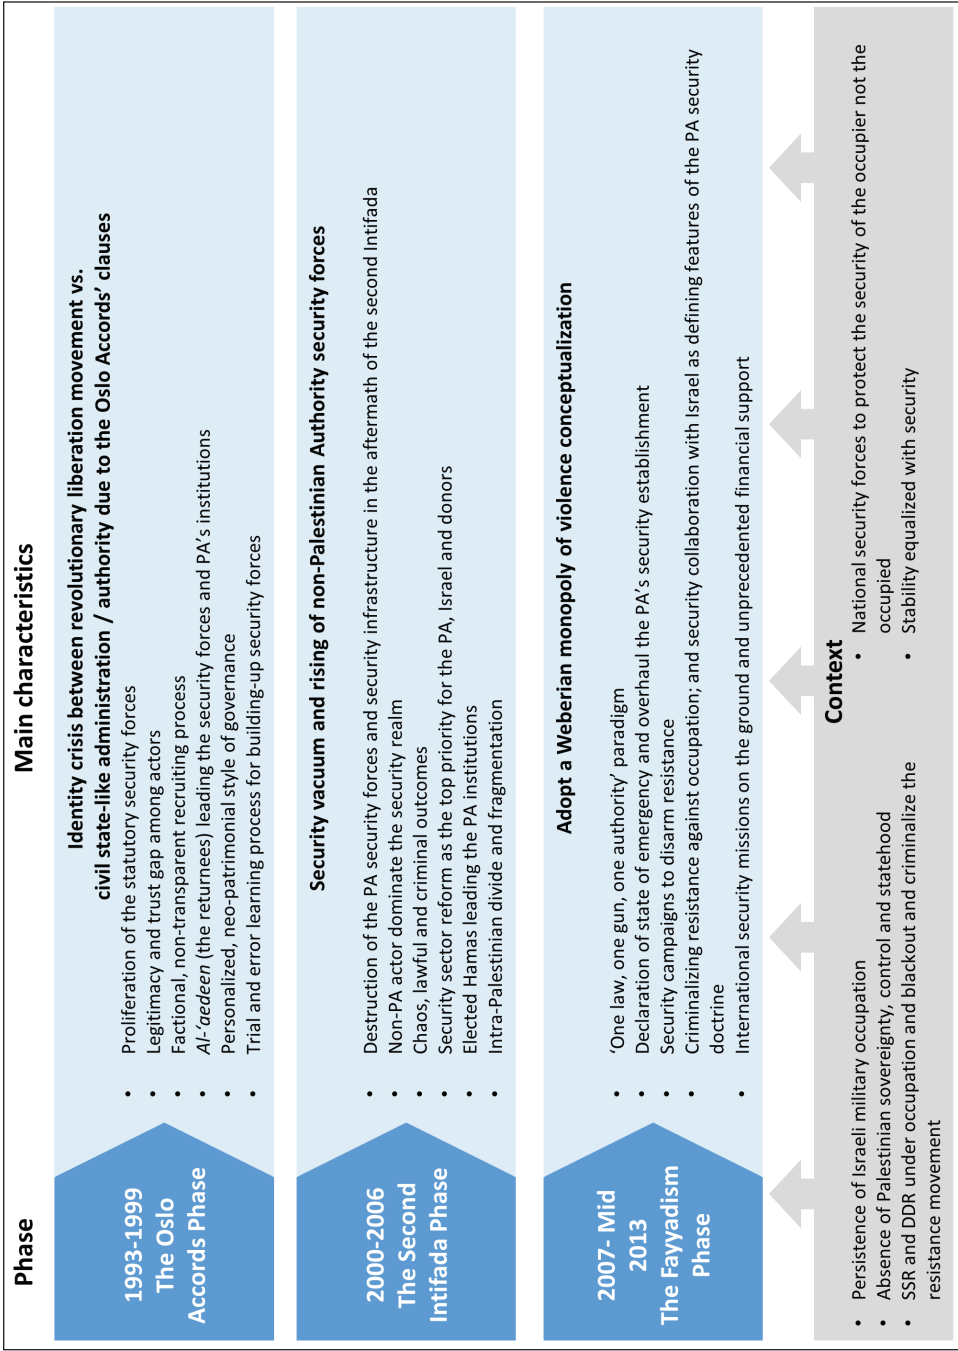 Phase
Main characteristics
1993-1999
The Oslo
Accords Phase
Identity crisis between revolutionary liberation movement vs.
civil state-like administration / authority due to the Oslo Accords’ clauses
• Proliferation of the statutory security forces
• Legitimacy and trust gap among actors
• Factional, non-transparent recruiting process
• Al-‘aedeen (the returnees) leading the security forces and PA’s institutions
• Personalized, neo-patrimonial style of governance
• Trial and error learning process for building-up security forces
2000-2006
The Second
Intifada Phase
Security vacuum and rising of non-Palestinian Authority security forces
• Destruction of the PA security forces and security infrastructure in the aftermath of the second Intifada
• Non-PA actor dominate the security realm
• Chaos, lawful and criminal outcomes
• Security sector reform as the top priority for the PA, Israel and donors
• Elected Hamas leading the PA institutions
• Intra-Palestinian divide and fragmentation
2007- Mid
2013
The Fayyadism
Phase
Adopt a Weberian monopoly of violence conceptualization
• ‘One law, one gun, one authority’ paradigm
• Declaration of state of emergency and overhaul the PA’s security establishment
• Security campaigns to disarm resistance
• Criminalizing resistance against occupation; and security collaboration with Israel as defining features of the PA security
doctrine
• International security missions on the ground and unprecedented financial support
Context
• Persistence of Israeli military occupation
• Absence of Palestinian sovereignty, control and statehood
• SSR and DDR under occupation and blackout and criminalize the
resistance movement
• National security forces to protect the security of the occupier not the
occupied
• Stability equalized with security